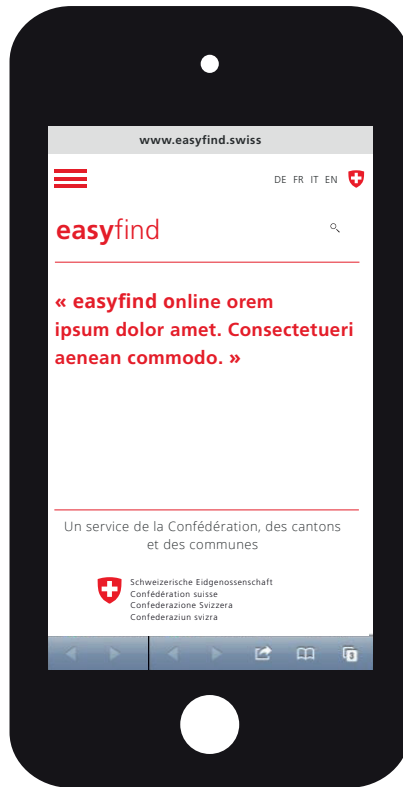 www.easyfind.swiss
DE FR IT EN
easyfind
« easyfind online orem
ipsum dolor amet. Consectetueri
aenean commodo. »
Un service de la Confédération, des cantons
et des communes
Schweizerische Eidgenossenschaft
Confédération suisse
Confederazione Svizzera
Confederaziun svizra
3